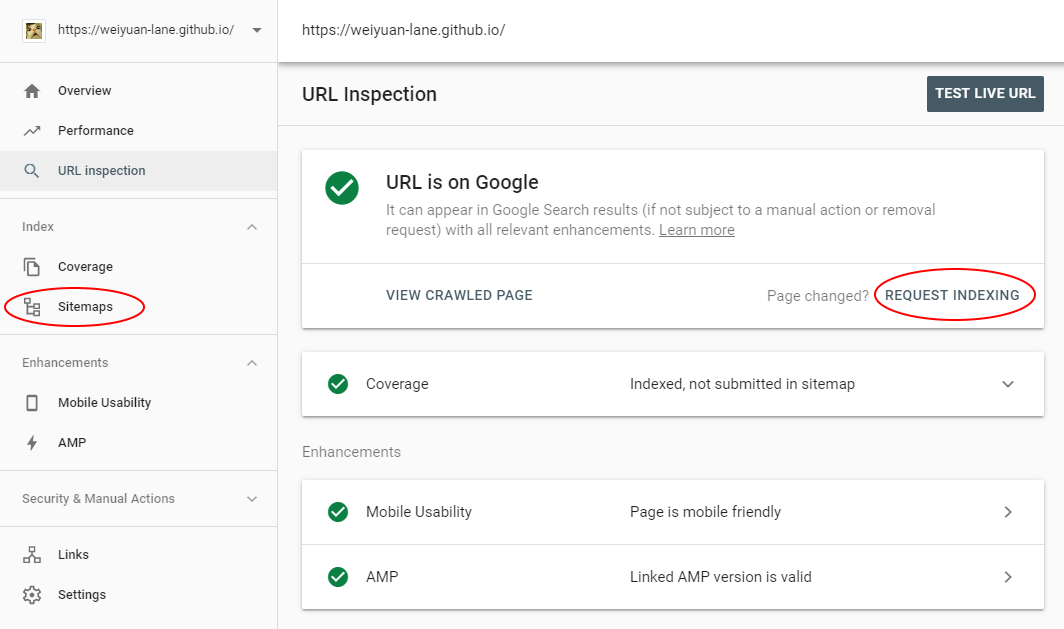 https://weiyuan-lane.github.io/
Overview
Performance
URL inspection
Index
Coverage
Sitemaps
Enhancements
Mobile Usability
AMP
Security & Manual Actions
Links
Settings
https://weiyuan-lane.github.io/
URL Inspection
TEST LIVE URL
URL is on Google
It can appear in Google Search results (if not subject to a manual action or removal
request) with all relevant enhancements. Learn more
VIEW CRAWLED PAGE
Page changed? REQUEST INDEXING
Coverage
Indexed, not submitted in sitemap
Enhancements
Mobile Usability
Page is mobile friendly
AMP
Linked AMP version is valid